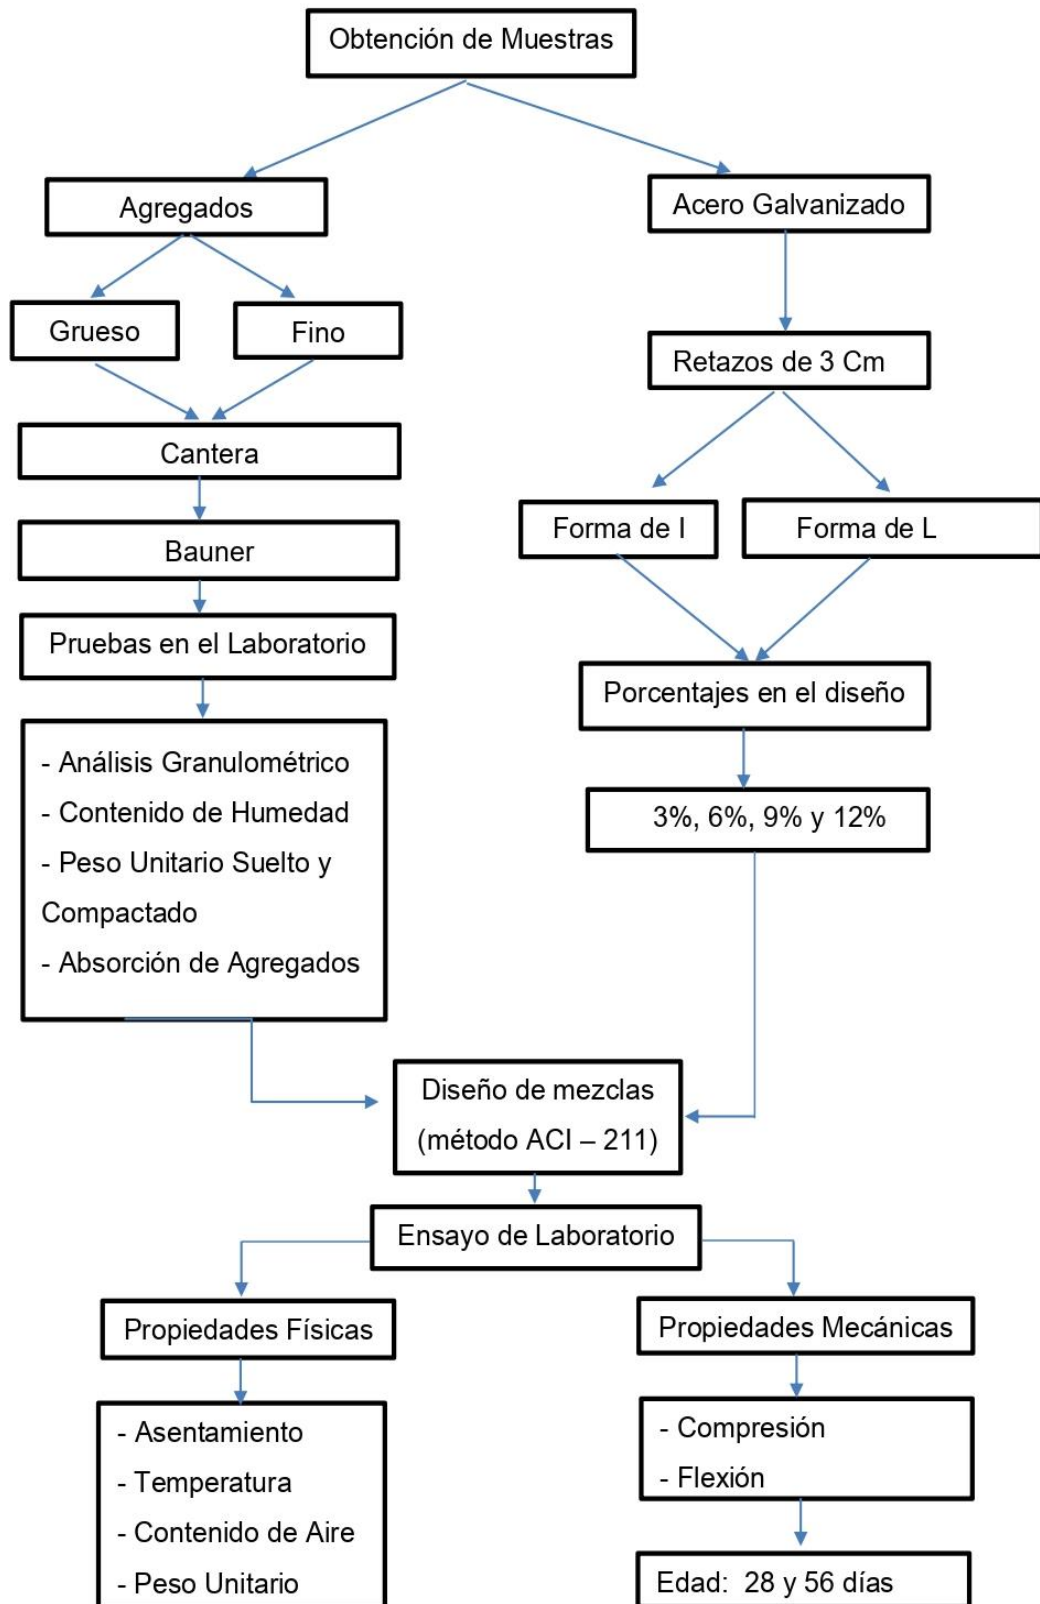 Obtención de Muestras
Agregados
Acero Galvanizado
Grueso
Fino
Retazos de 3 Cm
Cantera
Forma de I
Forma de L
Bauner
Pruebas en el Laboratorio
Porcentajes en el diseño
- Análisis Granulométrico
- Contenido de Humedad
- Peso Unitario Suelto y
Compactado
- Absorción de Agregados
3%, 6%, 9% y 12%
Diseño de mezclas
(método ACI – 211)
Ensayo de Laboratorio
Propiedades Físicas
Propiedades Mecánicas
- Asentamiento
- Temperatura
- Contenido de Aire
- Peso Unitario
- Compresión
- Flexión
Edad: 28 y 56 días